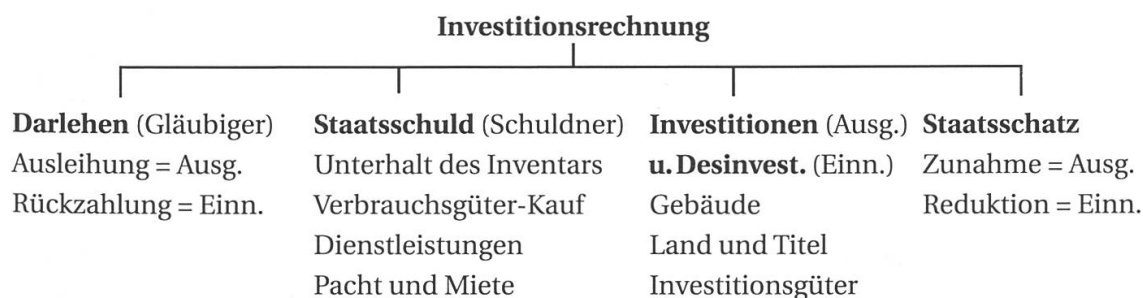 Investitionsrechnung
Darlehen (Gläubiger)
Ausleihung = Ausg.
Rückzahlung = Einn.
Staatsschuld (Schuldner)
Unterhalt des Inventars
Verbrauchsgüter-Kauf
Dienstleistungen
Pacht und Miete
Investitionen (Ausg.)
u. Desinvest. (Einn.)
Gebäude
Land und Titel
Investitionsgüter
Staatsschatz
Zunahme = Ausg.
Reduktion = Einn.